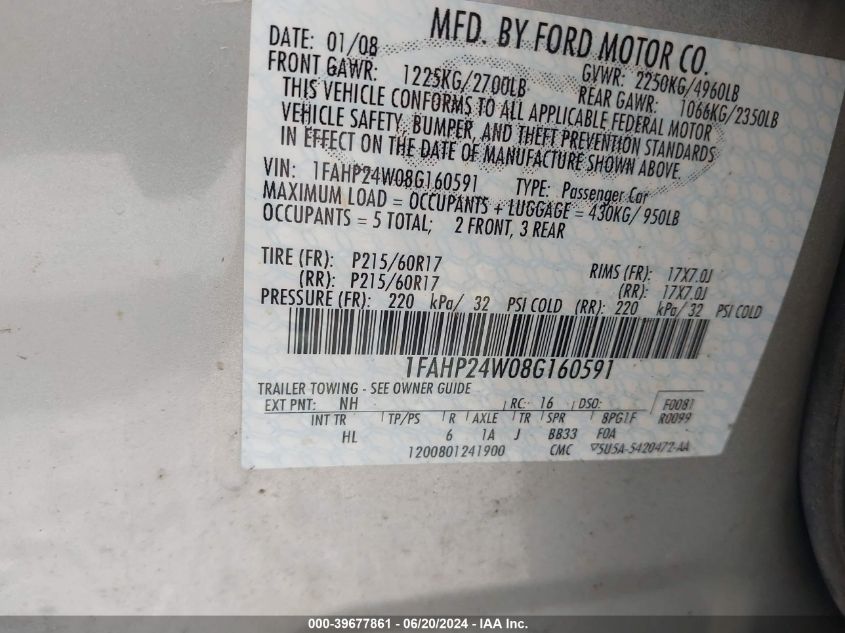 MFD. BY FORD MOTOR CO.
DATE: 01/08 GVWR: 2250KG/4960LB
FRONT GAWR: 1225KG/2700LB REAR GAWR: 1066KG/2350LB
THIS VEHICLE CONFORMS TO ALL APPLICABLE FEDERAL MOTOR
VEHICLE SAFETY, BUMPER, AND THEFT PREVENTION STANDARDS
IN EFFECT ON THE DATE OF MANUFACTURE SHOWN ABOVE.
VIN: 1FAHP24W08G160591 TYPE: Passenger Car
MAXIMUM LOAD = OCCUPANTS + LUGGAGE = 430KG/ 950LB
OCCUPANTS = 5 TOTAL; 2 FRONT, 3 REAR
TIRE (FR): P215/60R17 RIMS (FR): 17X7.0J
(RR): P215/60R17 (RR): 17X7.0J
PRESSURE (FR): 220 kPa/ 32 PSI COLD (RR): 220 kPa/ 32 PSI COLD
1FAHP24W08G160591
TRAILER TOWING - SEE OWNER GUIDE
EXT PNT: NH RC: 16 DSO: F0081
INT TR TP/PS R AXLE TR SPR BPG1F R0099
HL 6 1A J BB33 F0A
1200801241900 CMC 5U5A-5420472-AA
000-39677861 / 06/20/2024 - IAA Inc.